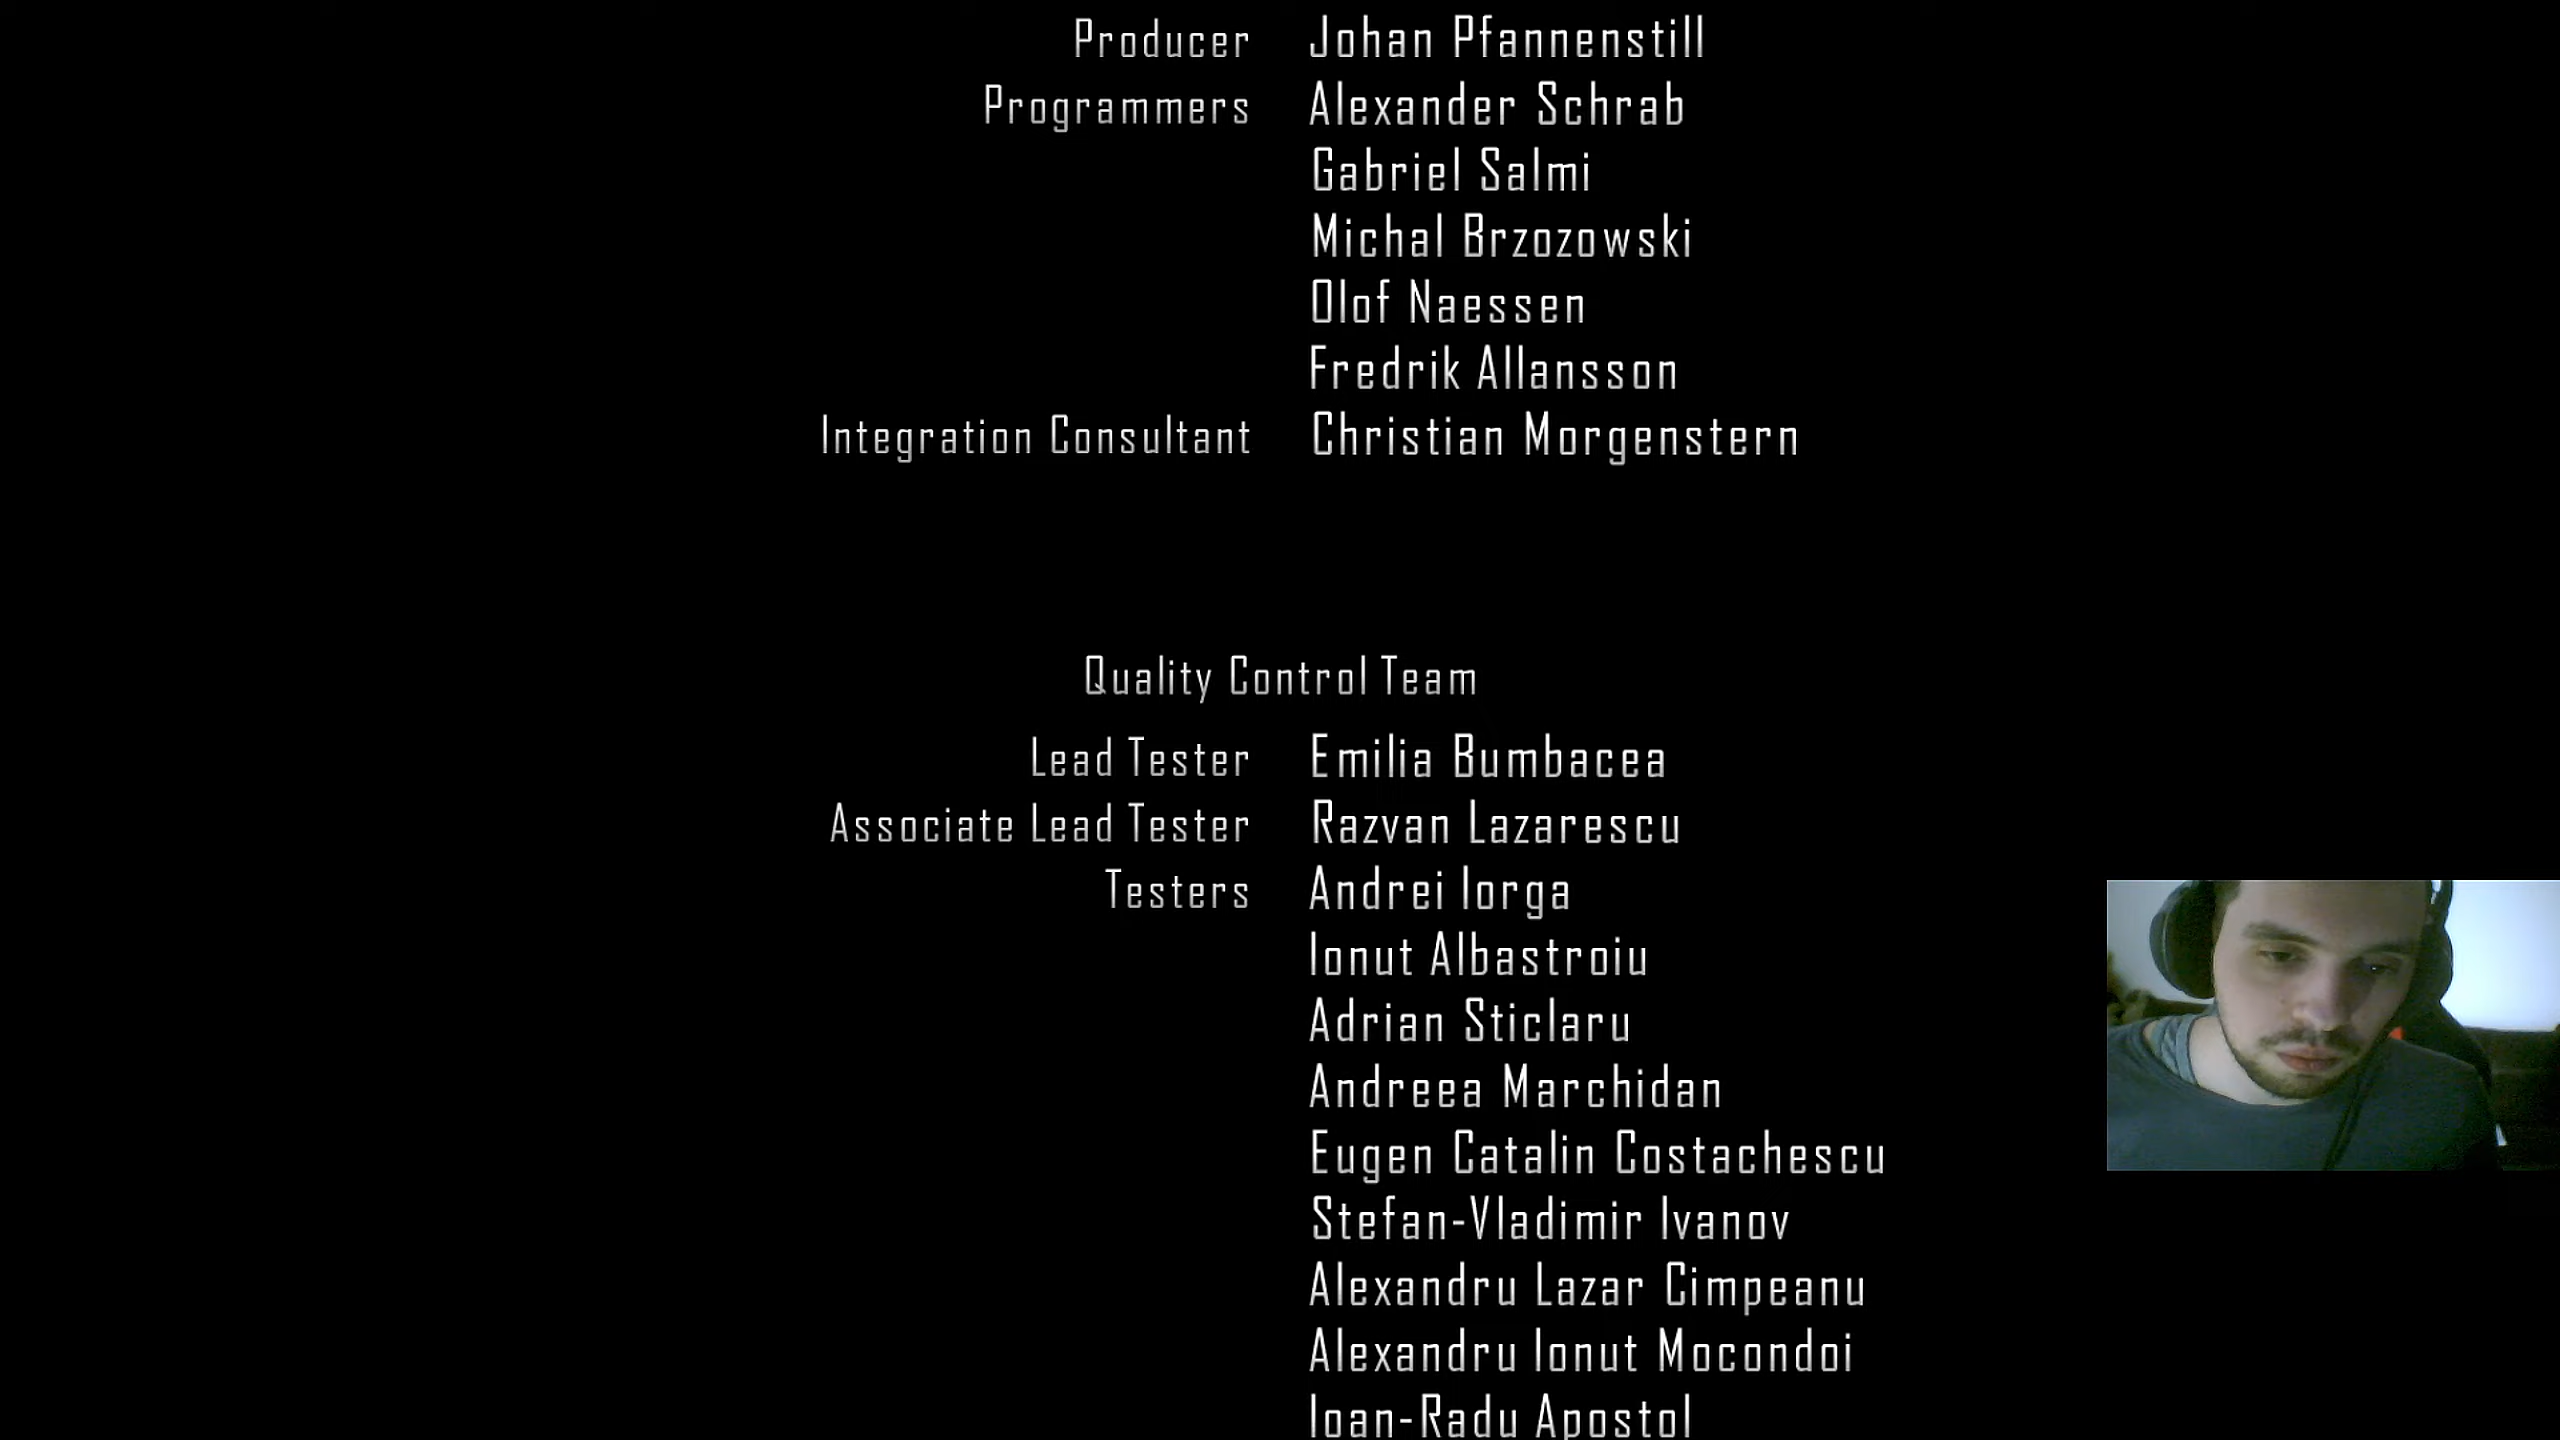 Producer Johan Pfannenstill
Programmers Alexander Schrab
Gabriel Salmi
Michal Brzozowski
Olof Naessen
Fredrik Allansson
Integration Consultant Christian Morgenstern
Quality Control Team
Lead Tester Emilia Bumbacea
Associate Lead Tester Razvan Lazarescu
Testers Andrei Iorga
Ionut Albastroiu
Adrian Sticlaru
Andreea Marchidan
Eugen Catalin Costachescu
Stefan-Vladimir Ivanov
Alexandru Lazar Cimpeanu
Alexandru Ionut Mocondoi
Ioan-Radu Apostol